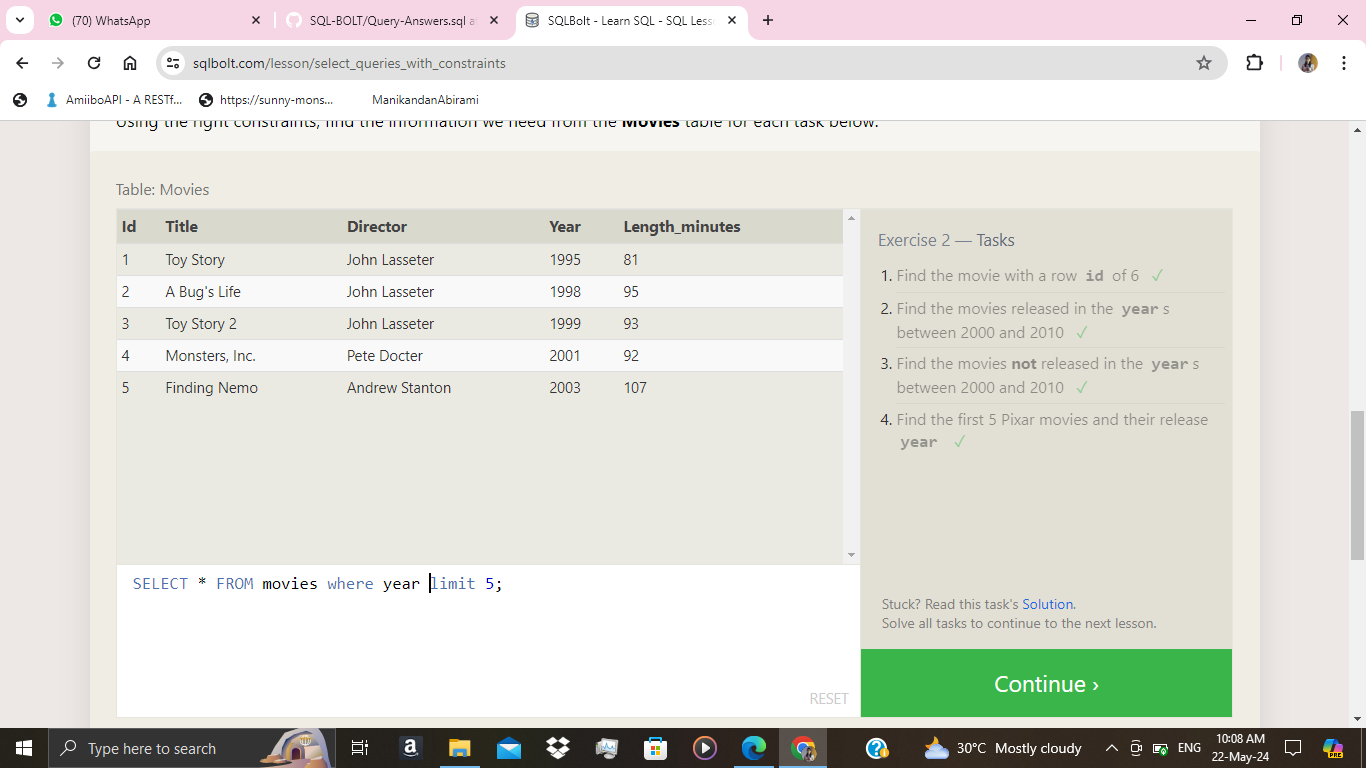 (70) WhatsApp
SQL-BOLT/Query-Answers.sql a
SQLBolt - Learn SQL - SQL Less
sqlbolt.com/lesson/select_queries_with_constraints
AmiiboAPI - A RESTf...
https://sunny-mons...
ManikandanAbirami
Using the right constraints, find the information we need from the Movies table for each task below.
Table: Movies
Id Title Director Year Length_minutes
1 Toy Story John Lasseter 1995 81
2 A Bug's Life John Lasseter 1998 95
3 Toy Story 2 John Lasseter 1999 93
4 Monsters, Inc. Pete Docter 2001 92
5 Finding Nemo Andrew Stanton 2003 107
SELECT * FROM movies where year limit 5;
RESET
Exercise 2 — Tasks
1. Find the movie with a row id of 6 ✓
2. Find the movies released in the year s
between 2000 and 2010 ✓
3. Find the movies not released in the year s
between 2000 and 2010 ✓
4. Find the first 5 Pixar movies and their release
year ✓
Stuck? Read this task's Solution.
Solve all tasks to continue to the next lesson.
Continue ›
Type here to search
30°C Mostly cloudy
ENG
10:08 AM
22-May-24
PRE